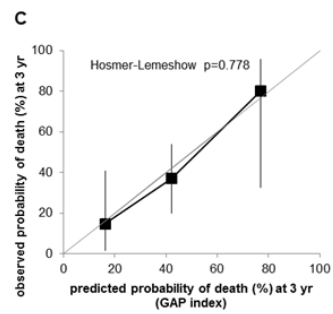 C
Hosmer-Lemeshow p=0.778
observed probability of death (%) at 3 yr
100
80
60
40
20
0
0 20 40 60 80 100
predicted probability of death (%) at 3 yr
(GAP index)